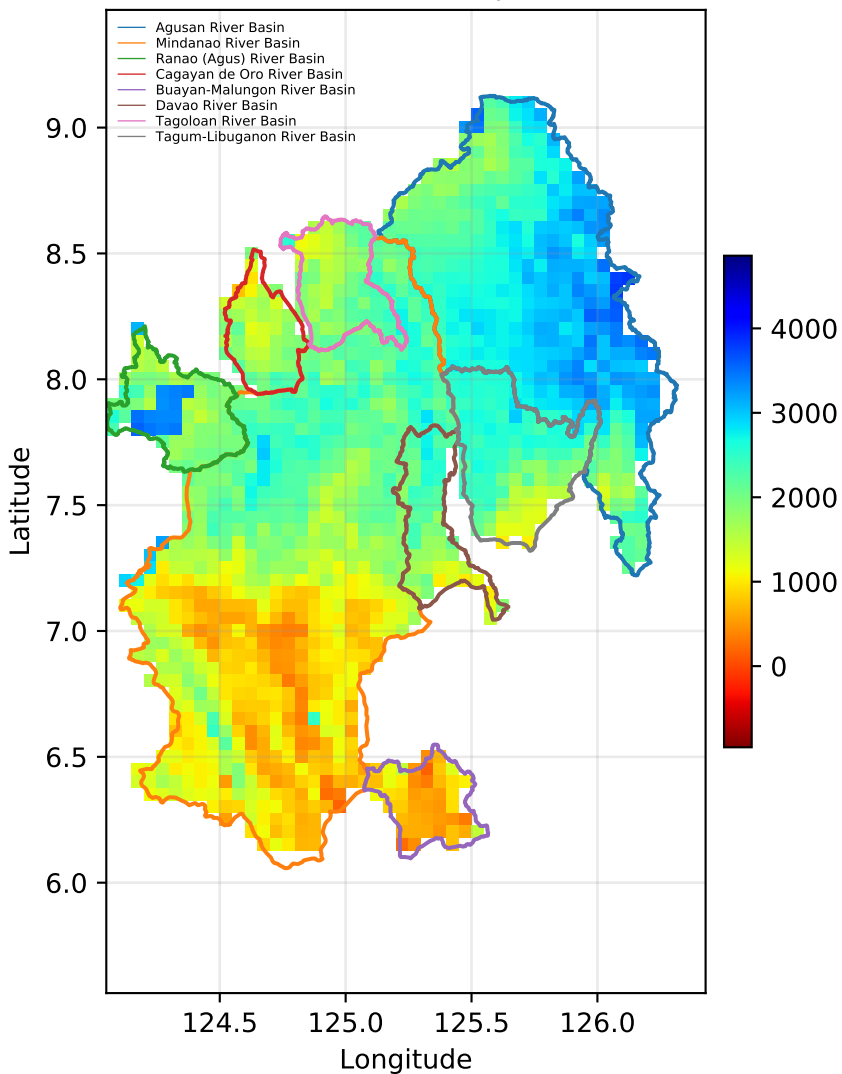 Agusan River Basin
Mindanao River Basin
Ranao (Agus) River Basin
Cagayan de Oro River Basin
Buayan-Malungon River Basin
Davao River Basin
Tagoloan River Basin
Tagum-Libuganon River Basin
9.0
8.5
8.0
7.5
7.0
6.5
6.0
Latitude
124.5 125.0 125.5 126.0
Longitude
4000
3000
2000
1000
0